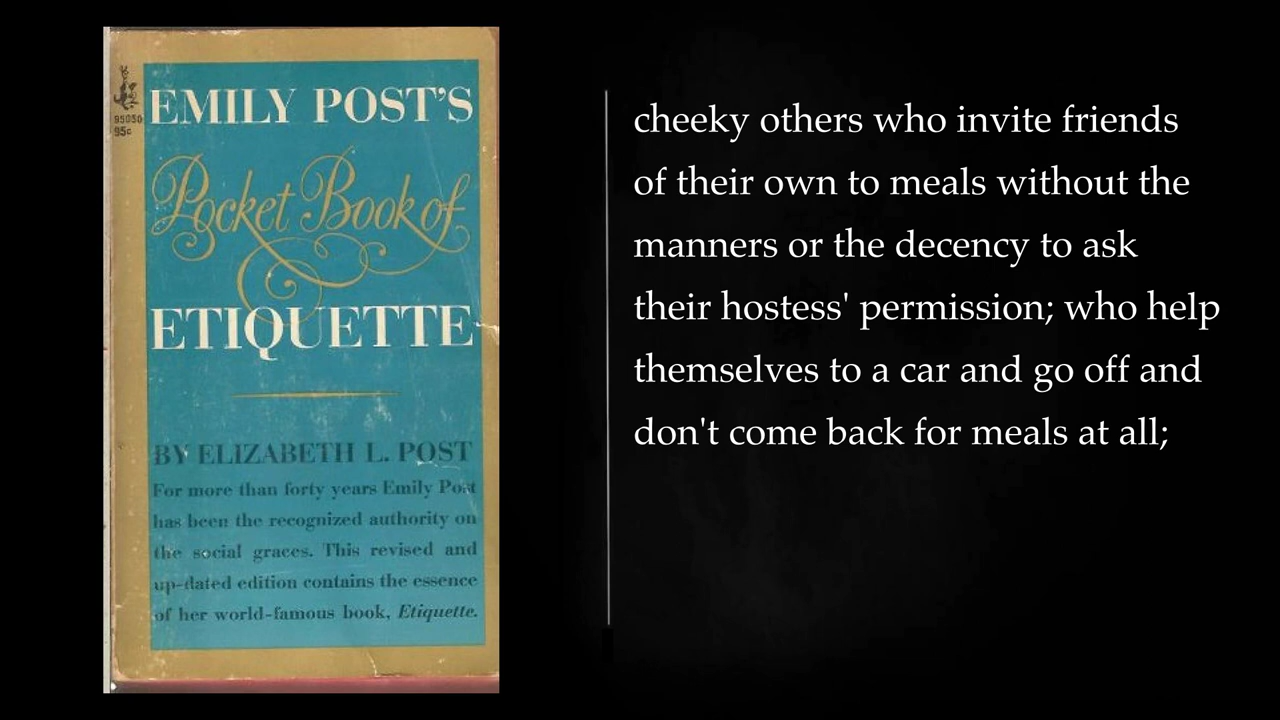 95050
95c
EMILY POST'S
Pocket Book of
ETIQUETTE
BY ELIZABETH L. POST
For more than forty years Emily Post
has been the recognized authority on
the social graces. This revised and
up-dated edition contains the essence
of her world-famous book, Etiquette.
cheeky others who invite friends
of their own to meals without the
manners or the decency to ask
their hostess' permission; who help
themselves to a car and go off and
don't come back for meals at all;